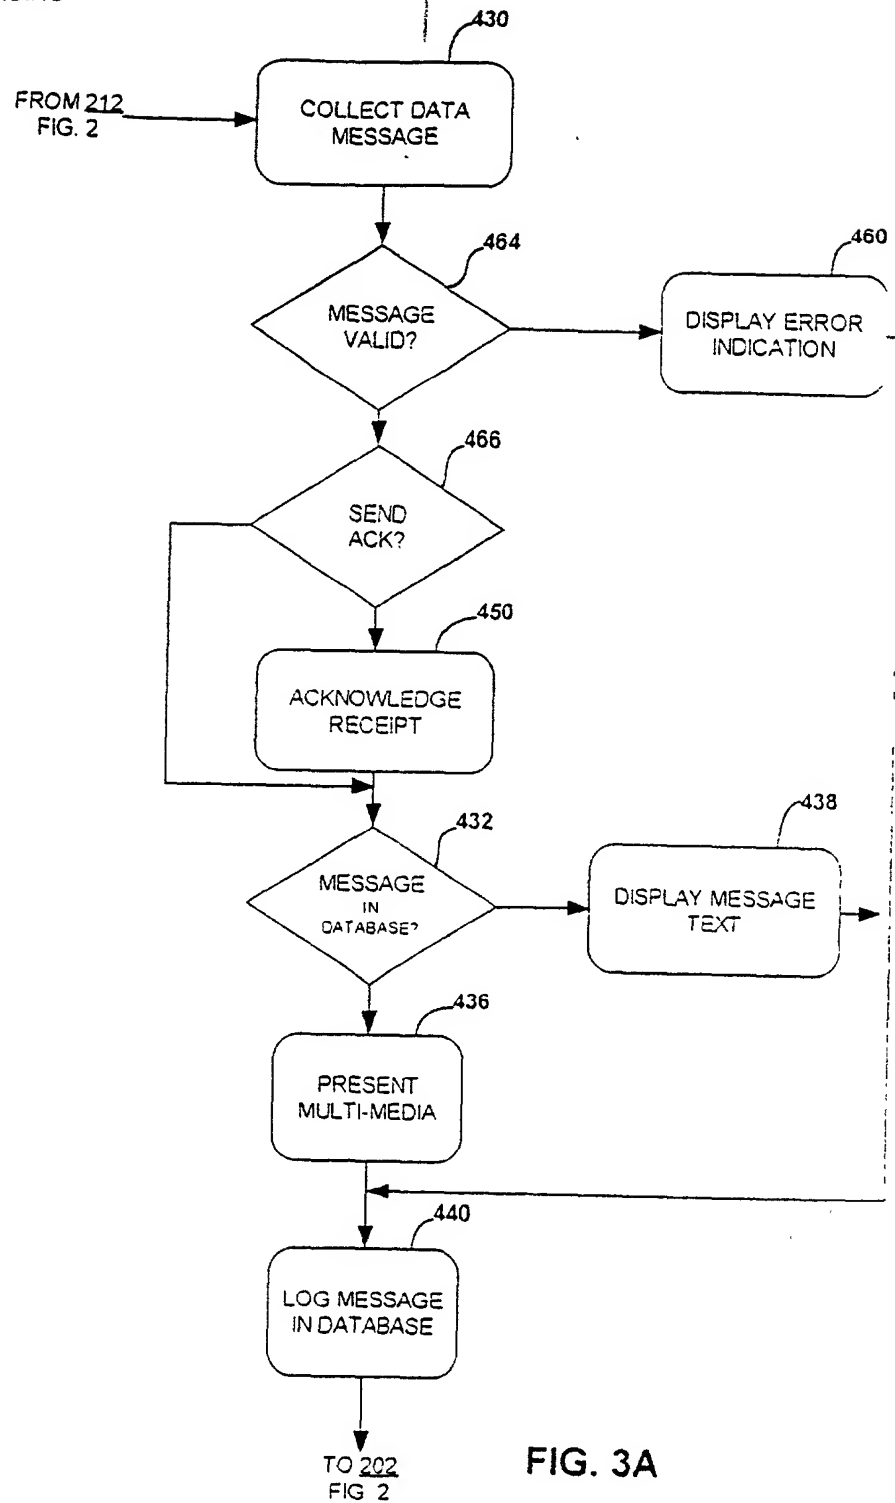 430
FROM 212
FIG. 2
COLLECT DATA
MESSAGE
464
MESSAGE
VALID?
460
DISPLAY ERROR
INDICATION
466
SEND
ACK?
450
ACKNOWLEDGE
RECEIPT
432
MESSAGE
IN
DATABASE?
438
DISPLAY MESSAGE
TEXT
436
PRESENT
MULTI-MEDIA
440
LOG MESSAGE
IN DATABASE
TO 202
FIG 2
FIG. 3A